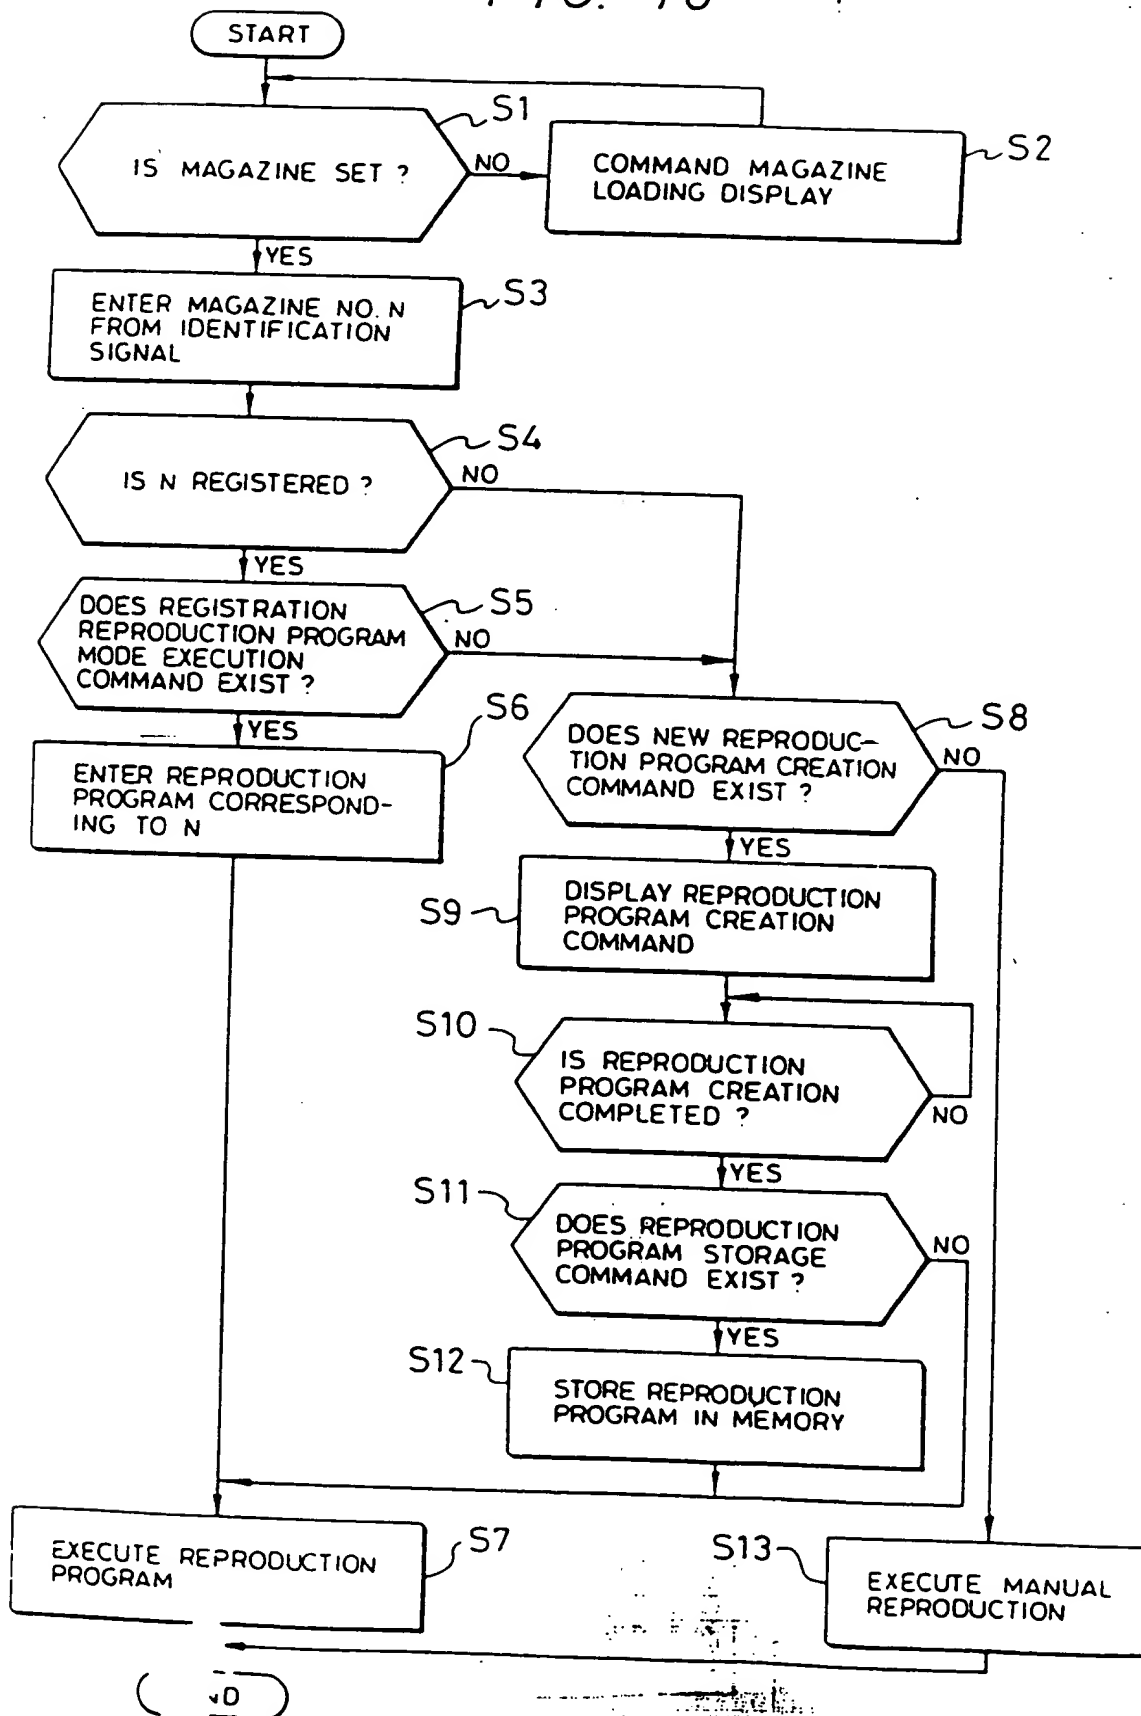 START
S1
IS MAGAZINE SET ?
NO
COMMAND MAGAZINE
LOADING DISPLAY
S2
YES
ENTER MAGAZINE NO. N
FROM IDENTIFICATION
SIGNAL
S3
IS N REGISTERED ?
S4
NO
YES
DOES REGISTRATION
REPRODUCTION PROGRAM
MODE EXECUTION
COMMAND EXIST ?
S5
NO
YES
S6
ENTER REPRODUCTION
PROGRAM CORRESPOND-
ING TO N
DOES NEW REPRODUC-
TION PROGRAM CREATION
COMMAND EXIST ?
S8
NO
YES
S9
DISPLAY REPRODUCTION
PROGRAM CREATION
COMMAND
S10
IS REPRODUCTION
PROGRAM CREATION
COMPLETED ?
NO
YES
S11
DOES REPRODUCTION
PROGRAM STORAGE
COMMAND EXIST ?
NO
YES
S12
STORE REPRODUCTION
PROGRAM IN MEMORY
EXECUTE REPRODUCTION
PROGRAM
S7
S13
EXECUTE MANUAL
REPRODUCTION